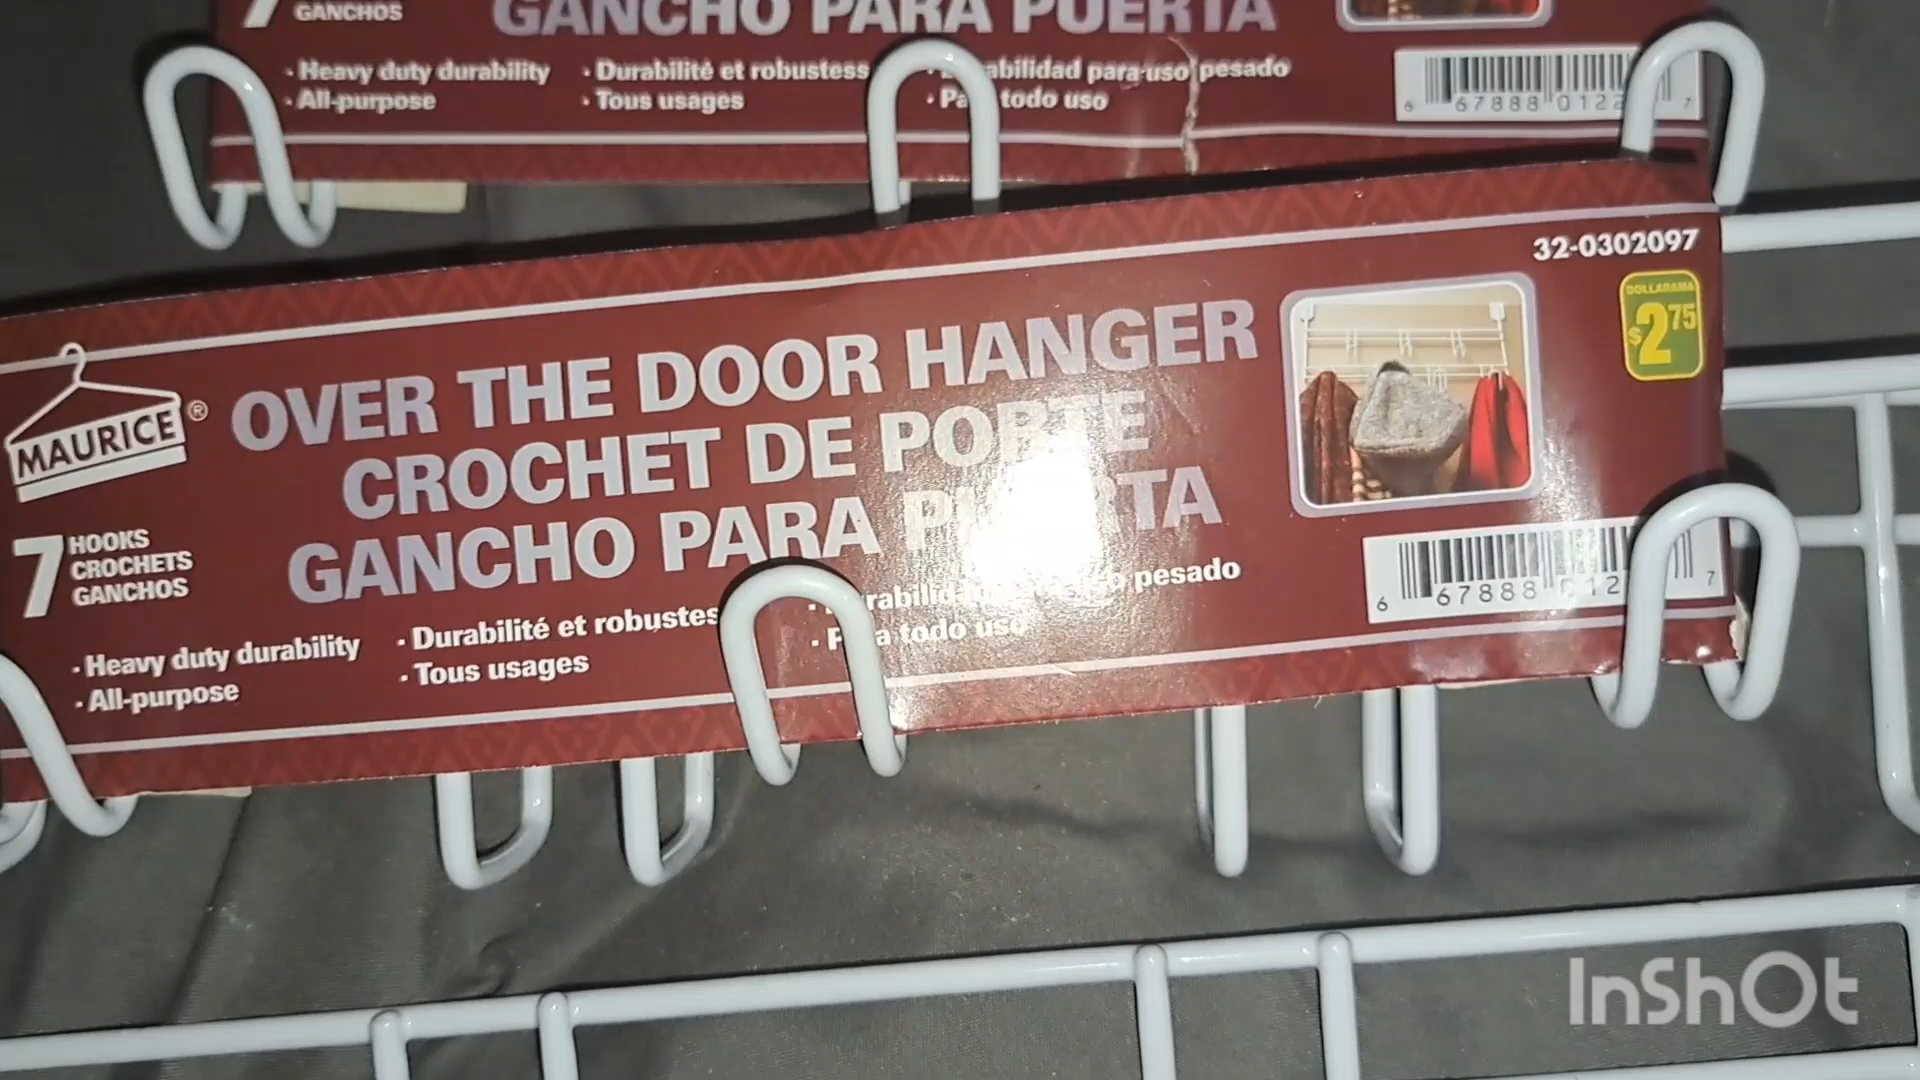 7 GANCHOS
GANCHO PARA PUERTA
· Heavy duty durability
· All-purpose
· Durabilité et robustess
· Tous usages
para uso pesado
todo uso
6 67888 0122 7
32-0302097
DOLLARAMA
$2.75
MAURICE®
OVER THE DOOR HANGER
CROCHET DE PORTE
GANCHO PARA PUERTA
7 HOOKS
CROCHETS
GANCHOS
· Heavy duty durability
· All-purpose
· Durabilité et robustes
· Tous usages
pesado
todo uso
6 67888 012 7
InShOt